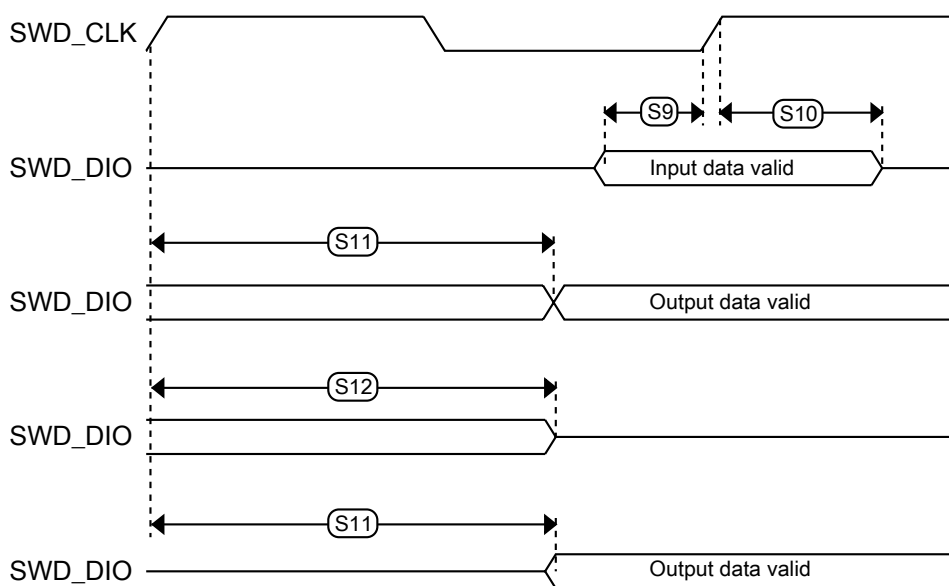 SWD_CLK
S9
S10
SWD_DIO
Input data valid
S11
SWD_DIO
Output data valid
S12
SWD_DIO
S11
SWD_DIO
Output data valid